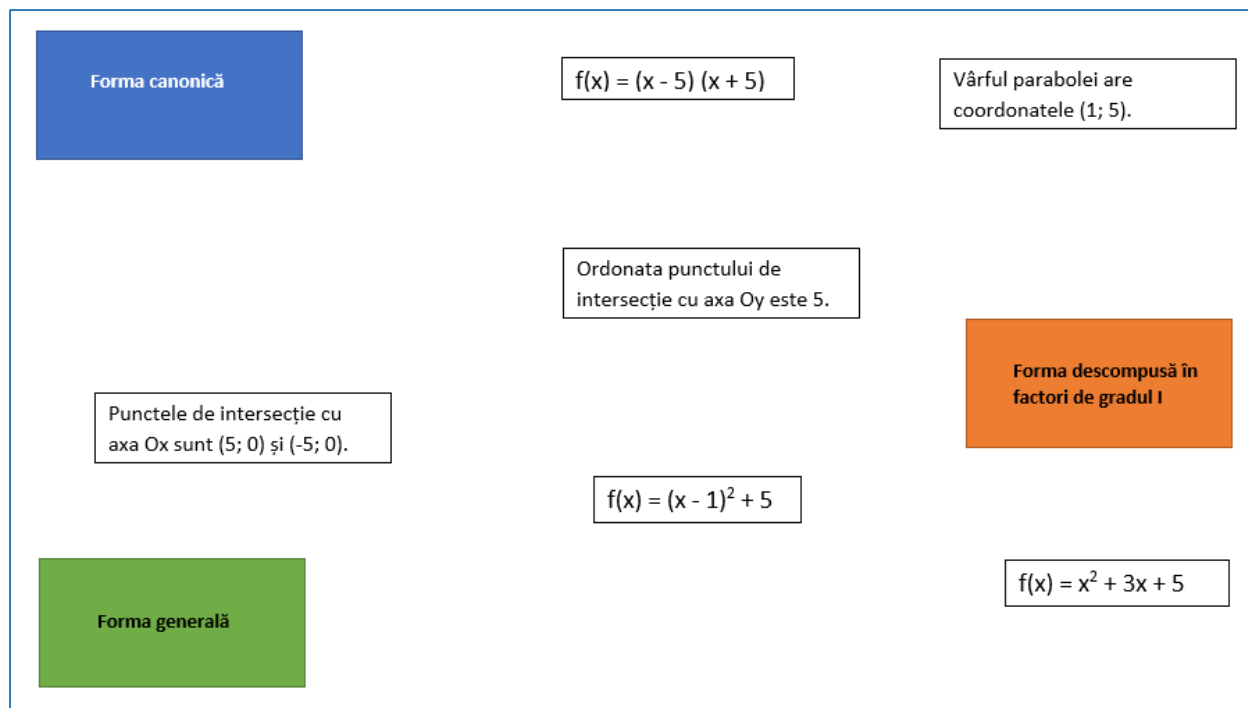 Forma canonică
f(x) = (x - 5) (x + 5)
Vârful parabolei are
coordonatele (1; 5).
Ordonata punctului de
intersecție cu axa Oy este 5.
Forma descompusă în
factori de gradul I
Punctele de intersecție cu
axa Ox sunt (5; 0) și (-5; 0).
f(x) = (x - 1)² + 5
f(x) = x² + 3x + 5
Forma generală